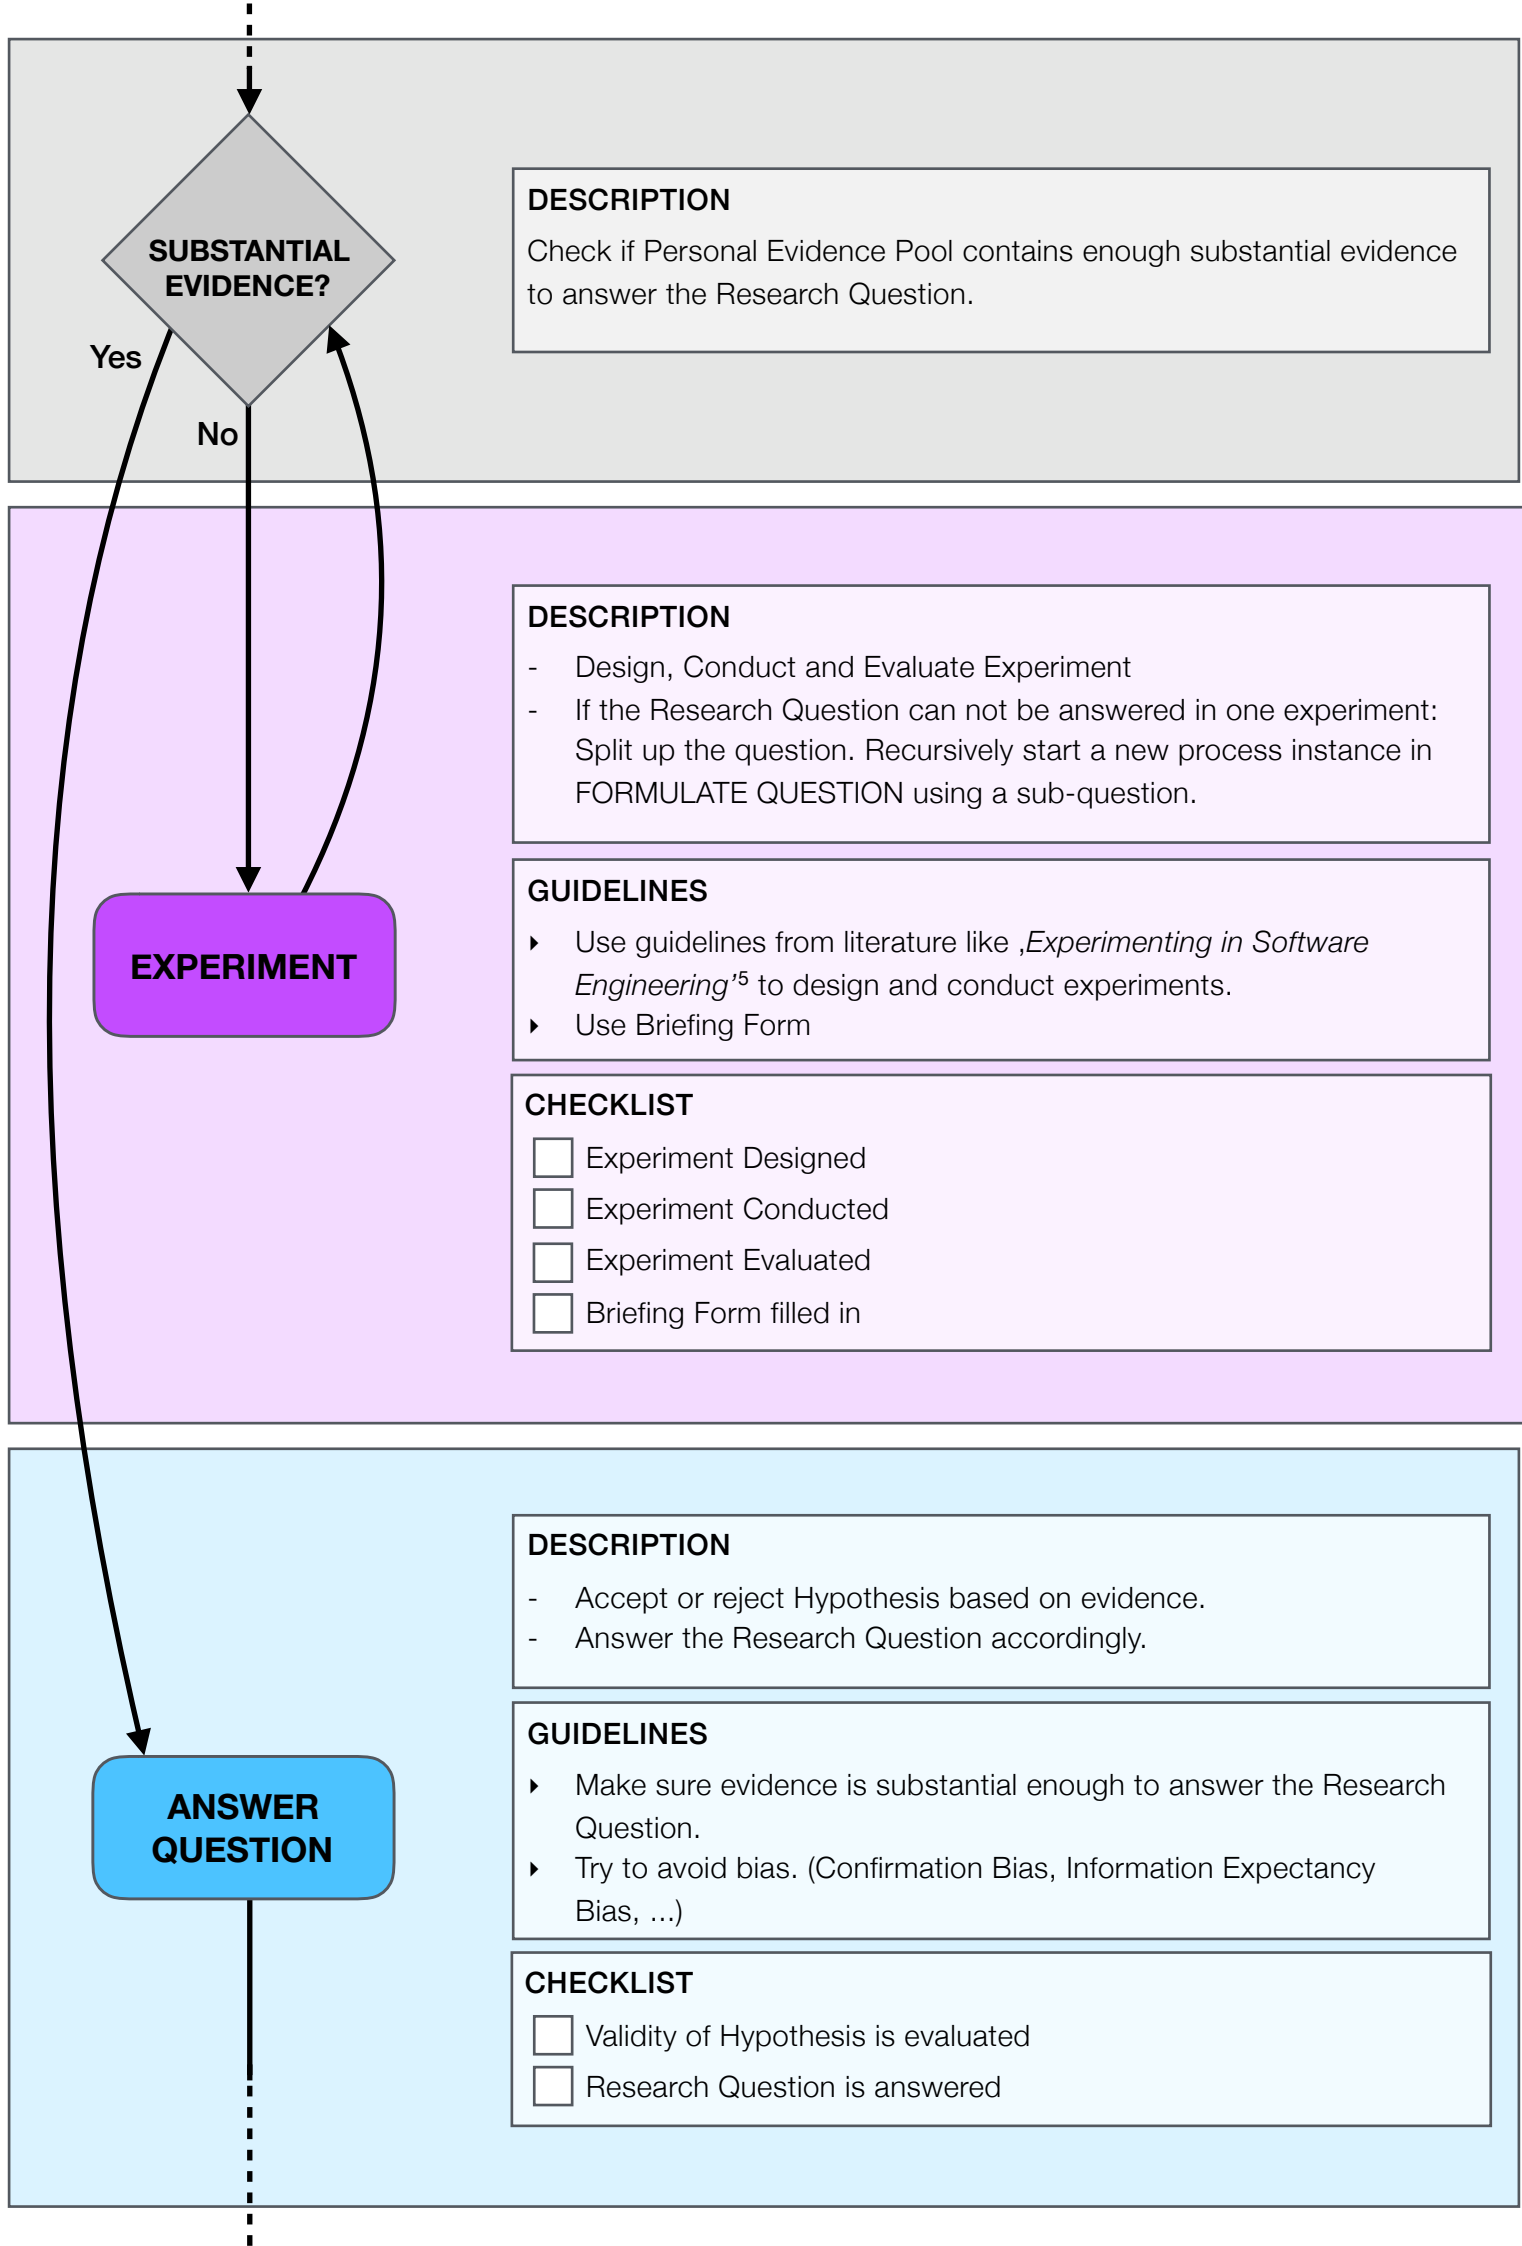 SUBSTANTIAL
EVIDENCE?
Yes
No
DESCRIPTION
Check if Personal Evidence Pool contains enough substantial evidence
to answer the Research Question.
EXPERIMENT
DESCRIPTION
- Design, Conduct and Evaluate Experiment
- If the Research Question can not be answered in one experiment:
Split up the question. Recursively start a new process instance in
FORMULATE QUESTION using a sub-question.
GUIDELINES
‣ Use guidelines from literature like ‚Experimenting in Software
Engineering’⁵ to design and conduct experiments.
‣ Use Briefing Form
CHECKLIST
Experiment Designed
Experiment Conducted
Experiment Evaluated
Briefing Form filled in
ANSWER
QUESTION
DESCRIPTION
- Accept or reject Hypothesis based on evidence.
- Answer the Research Question accordingly.
GUIDELINES
‣ Make sure evidence is substantial enough to answer the Research
Question.
‣ Try to avoid bias. (Confirmation Bias, Information Expectancy
Bias, ...)
CHECKLIST
Validity of Hypothesis is evaluated
Research Question is answered